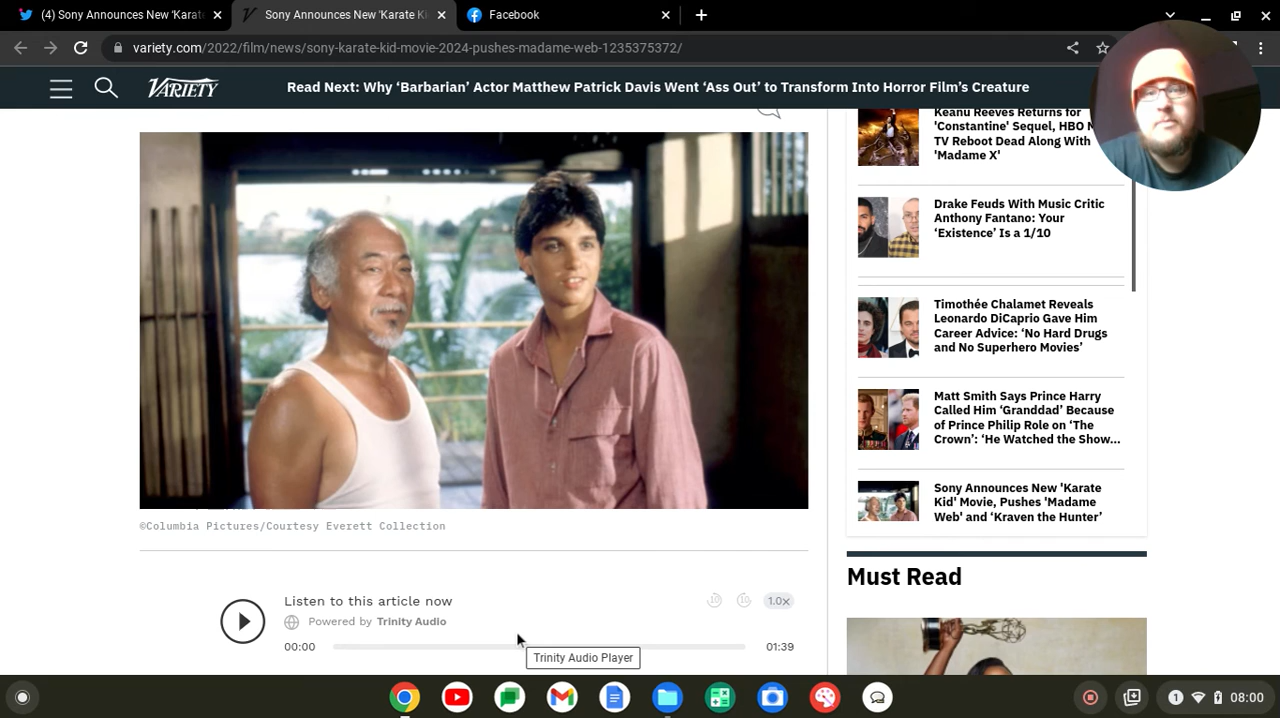 (4) Sony Announces New 'Karate
Sony Announces New 'Karate Ki
Facebook
variety.com/2022/film/news/sony-karate-kid-movie-2024-pushes-madame-web-1235375372/
VARIETY
Read Next: Why ‘Barbarian’ Actor Matthew Patrick Davis Went ‘Ass Out’ to Transform Into Horror Film’s Creature
Keanu Reeves Returns for
'Constantine' Sequel, HBO
TV Reboot Dead Along With
'Madame X'
Drake Feuds With Music Critic
Anthony Fantano: Your
‘Existence’ Is a 1/10
Timothée Chalamet Reveals
Leonardo DiCaprio Gave Him
Career Advice: ‘No Hard Drugs
and No Superhero Movies’
Matt Smith Says Prince Harry
Called Him ‘Granddad’ Because
of Prince Philip Role on ‘The
Crown’: ‘He Watched the Show...
Sony Announces New 'Karate
Kid' Movie, Pushes 'Madame
Web' and ‘Kraven the Hunter’
©Columbia Pictures/Courtesy Everett Collection
Must Read
Listen to this article now
10
10
1.0x
Powered by Trinity Audio
00:00
01:39
Trinity Audio Player
1
08:00